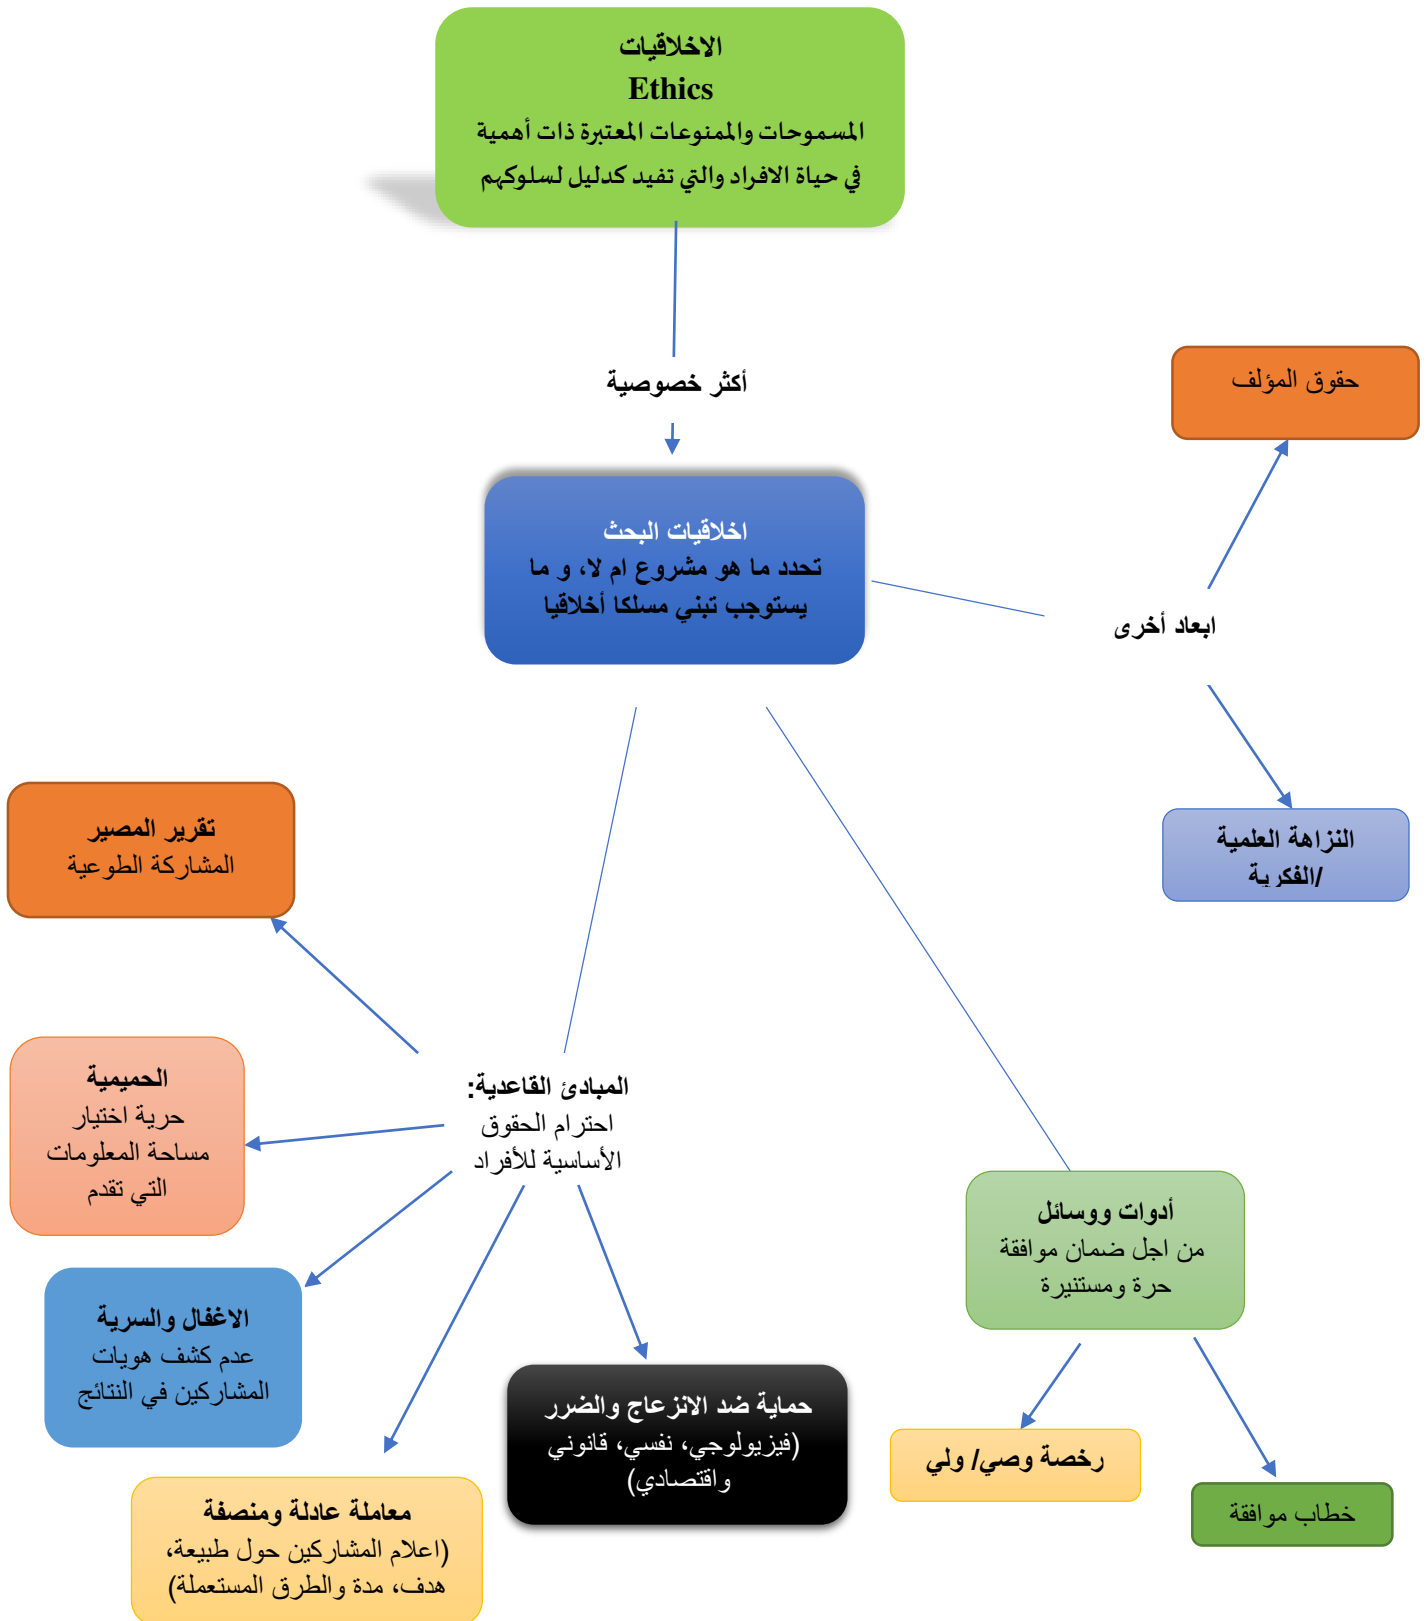 الاخلاقيات
Ethics
المسموحات والممنوعات المعتبرة ذات أهمية
في حياة الافراد والتي تفيد كدليل لسلوكهم
أكثر خصوصية
حقوق المؤلف
اخلاقيات البحث
تحدد ما هو مشروع ام لا، و ما
يستوجب تبني مسلكا أخلاقيا
ابعاد أخرى
النزاهة العلمية
/الفكرية
تقرير المصير
المشاركة الطوعية
المبادئ القاعدية:
احترام الحقوق
الأساسية للأفراد
الحميمية
حرية اختيار
مساحة المعلومات
التي تقدم
أدوات ووسائل
من اجل ضمان موافقة
حرة ومستنيرة
الاغفال والسرية
عدم كشف هويات
المشاركين في النتائج
حماية ضد الانزعاج والضرر
(فيزيولوجي، نفسي، قانوني
واقتصادي)
رخصة وصي/ ولي
خطاب موافقة
معاملة عادلة ومنصفة
(اعلام المشاركين حول طبيعة،
هدف، مدة والطرق المستعملة)